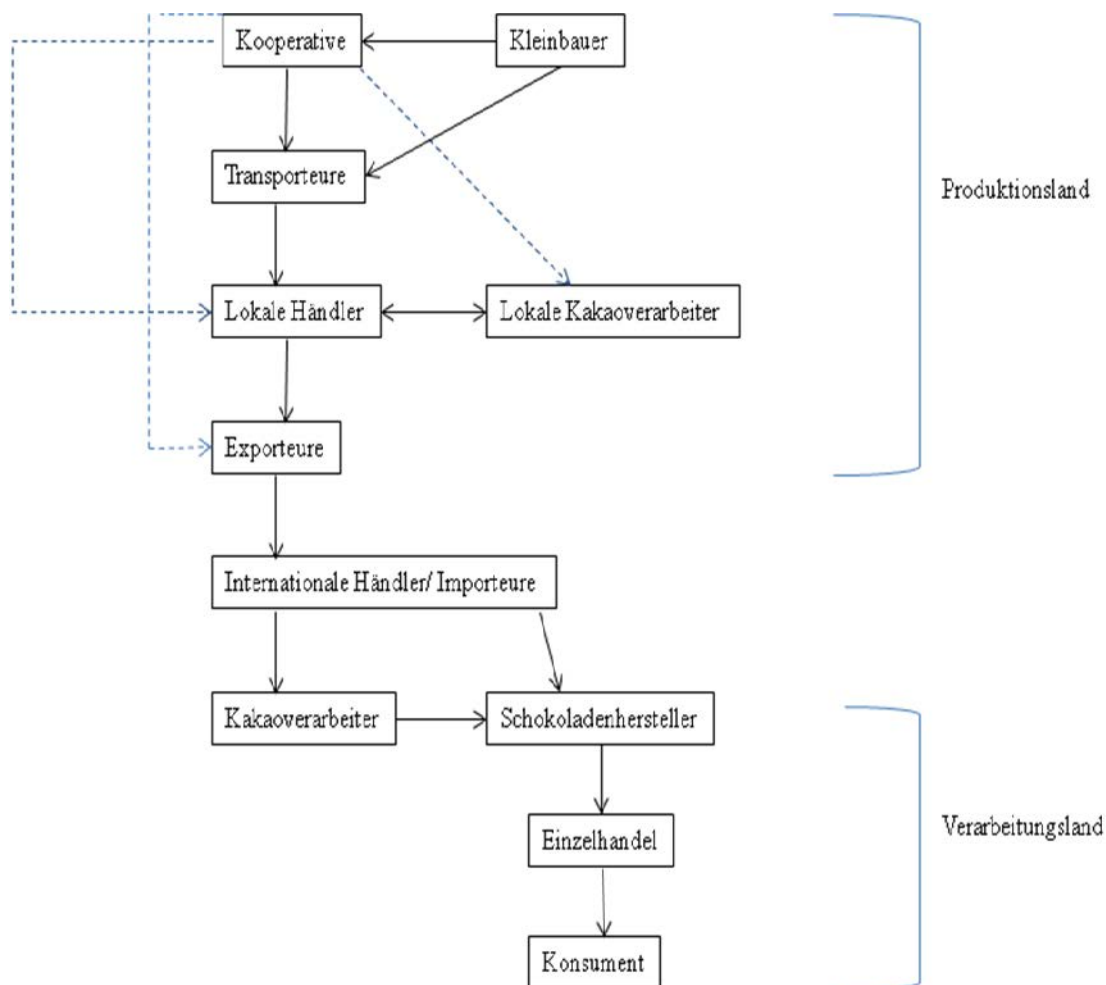 Kooperative
Kleinbauer
Transporteure
Produktionsland
Lokale Händler
Lokale Kakaoverarbeiter
Exporteure
Internationale Händler/ Importeure
Kakaoverarbeiter
Schokoladenhersteller
Einzelhandel
Verarbeitungsland
Konsument